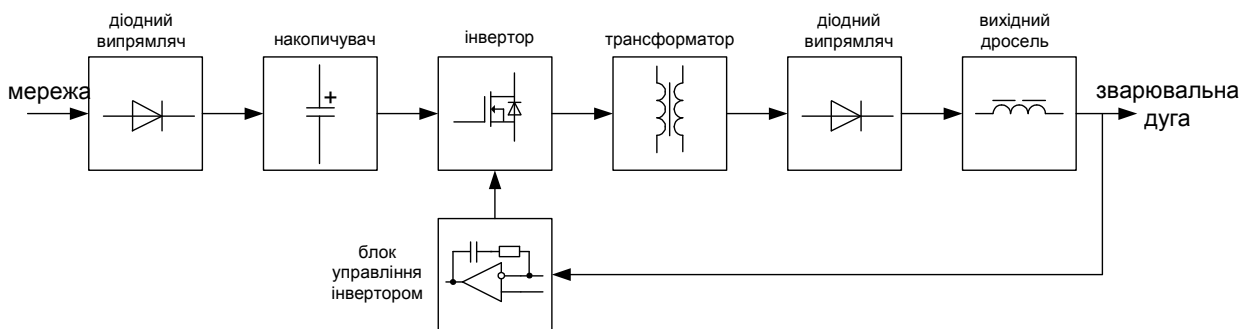 діодний
випрямляч
накопичувач
інвертор
трансформатор
діодний
випрямляч
вихідний
дросель
мережа
+
зварювальна
дуга
блок
управління
інвертором